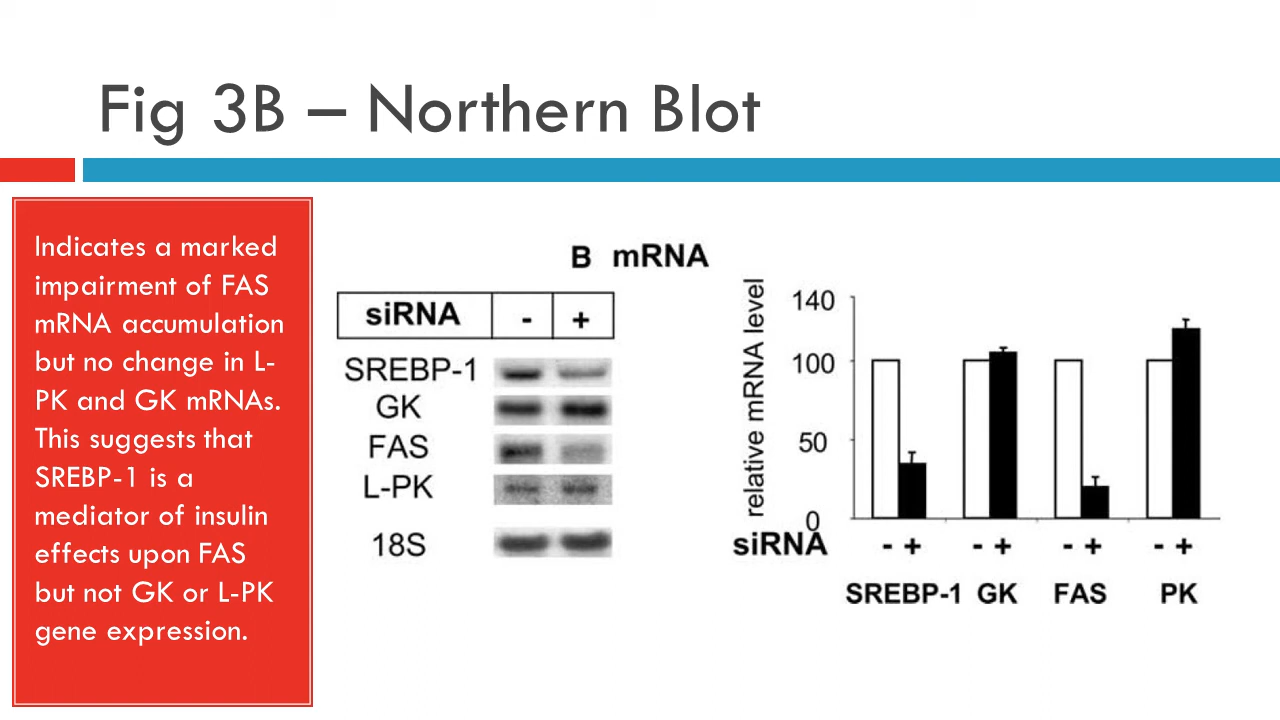 Fig 3B – Northern Blot
Indicates a marked
impairment of FAS
mRNA accumulation
but no change in L-
PK and GK mRNAs.
This suggests that
SREBP-1 is a
mediator of insulin
effects upon FAS
but not GK or L-PK
gene expression.
B mRNA
siRNA - +
SREBP-1
GK
FAS
L-PK
18S
relative mRNA level
140
100
50
0
siRNA - + - + - + - +
SREBP-1 GK FAS PK